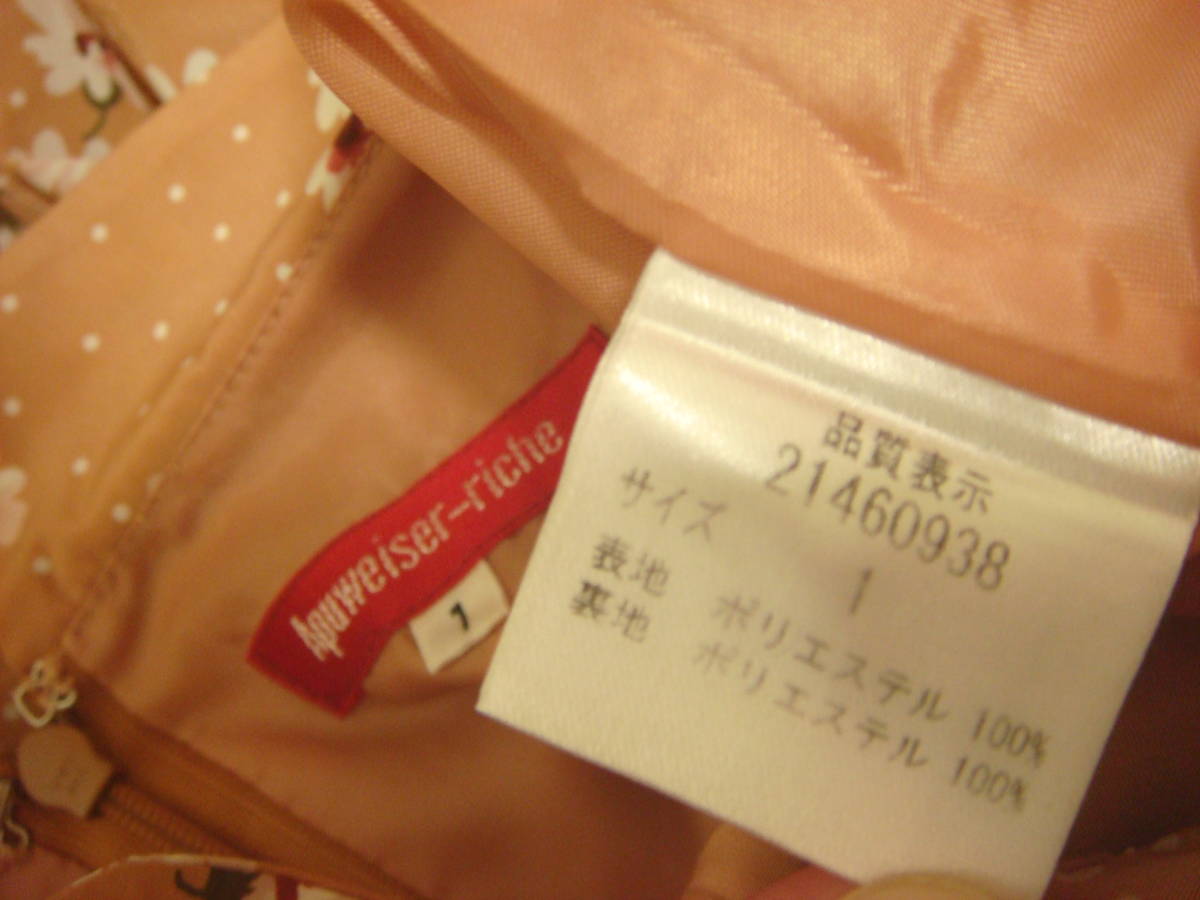 Apuweiser-riche
1
品質表示
21460938
サイズ 1
表地 ポリエステル 100%
裏地 ポリエステル 100%